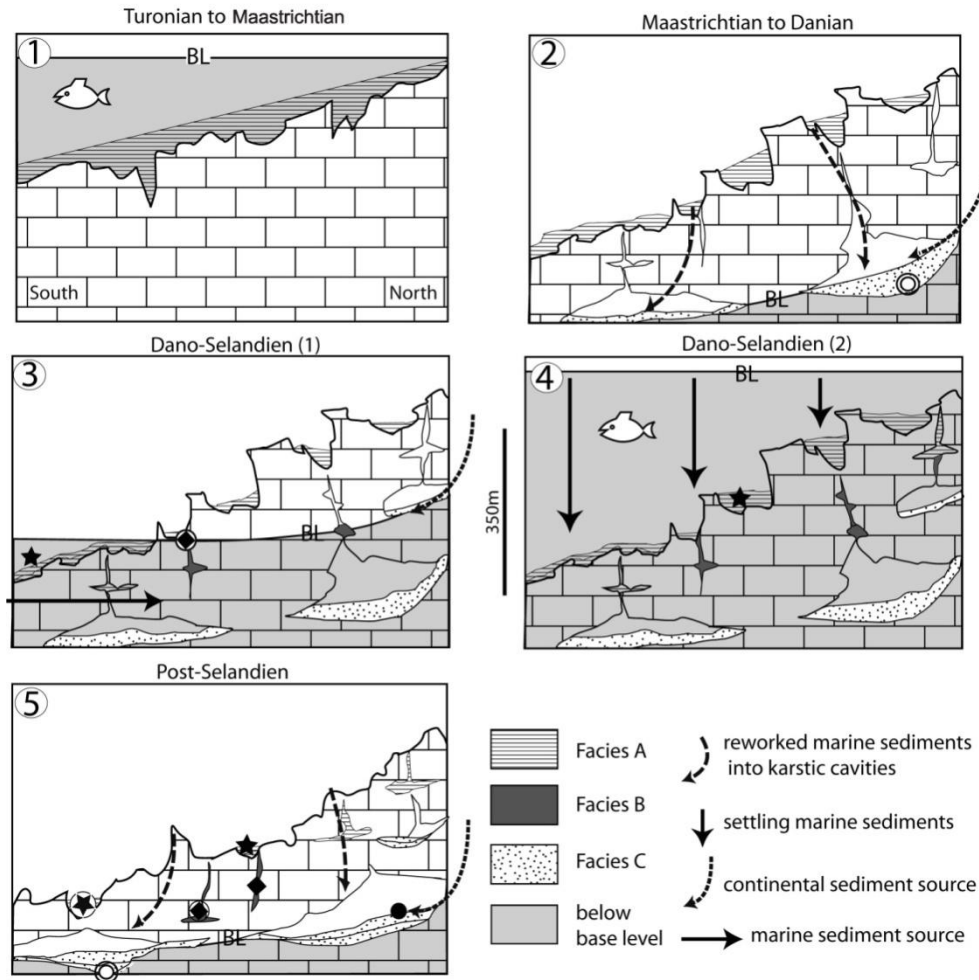 Turonian to Maastrichtian
1
BL
South
North
Maastrichtian to Danian
2
BL
Dano-Selandien (1)
3
BL
Dano-Selandien (2)
4
BL
350m
Post-Selandien
5
BL
Facies A
Facies B
Facies C
below
base level
reworked marine sediments
into karstic cavities
settling marine sediments
continental sediment source
marine sediment source